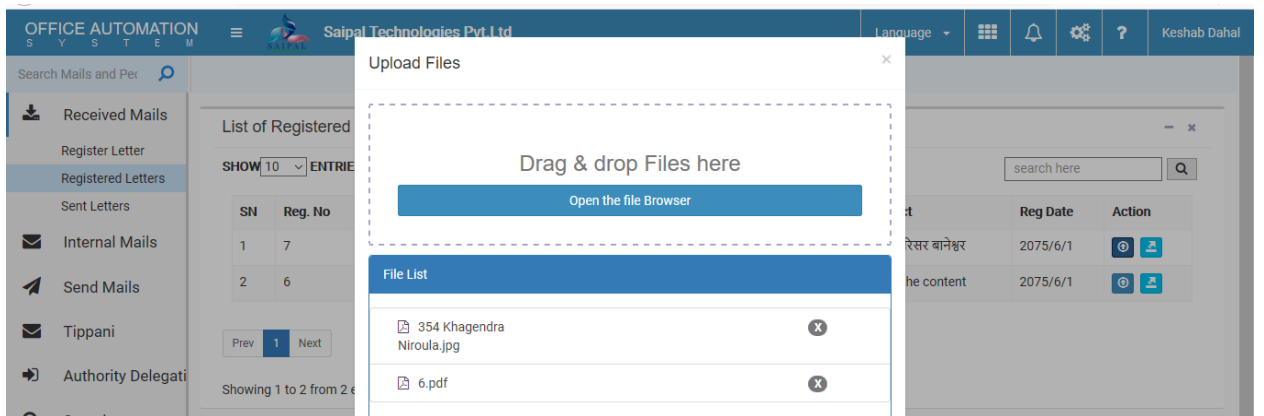 OFFICE AUTOMATION
S Y S T E M
SAIPAL
Saipal Technologies Pvt.Ltd
Language
?
Keshab Dahal
Search Mails and Pec
Upload Files
×
Received Mails
Register Letter
Registered Letters
Sent Letters
Internal Mails
Send Mails
Tippani
Authority Delegati
List of Registered
SHOW 10 ENTRIE
search here
SN Reg. No
Reg Date Action
1 7
रिसर बानेश्वर 2075/6/1
2 6
he content 2075/6/1
Prev 1 Next
Showing 1 to 2 from 2 e
Drag & drop Files here
Open the file Browser
File List
354 Khagendra
Niroula.jpg
X
6.pdf
X